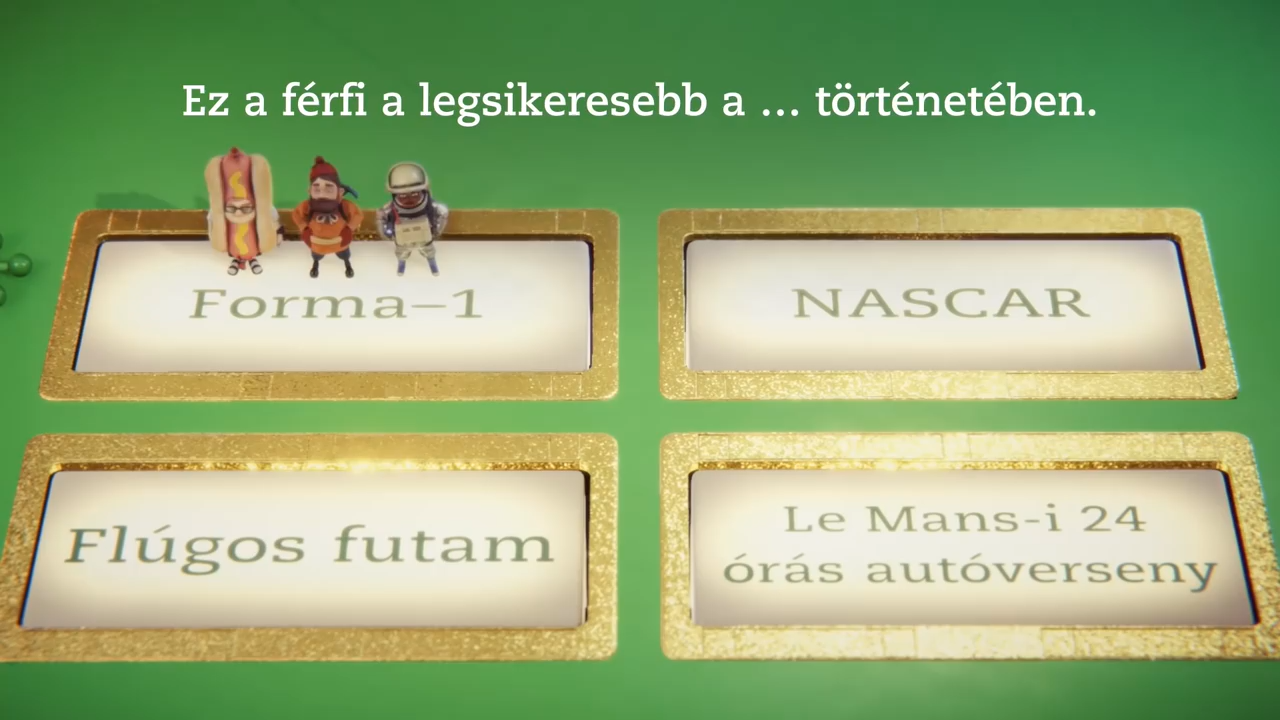 Ez a férfi a legsikeresebb a ... történetében.
Forma–1
NASCAR
Flúgos futam
Le Mans-i 24
órás autóverseny